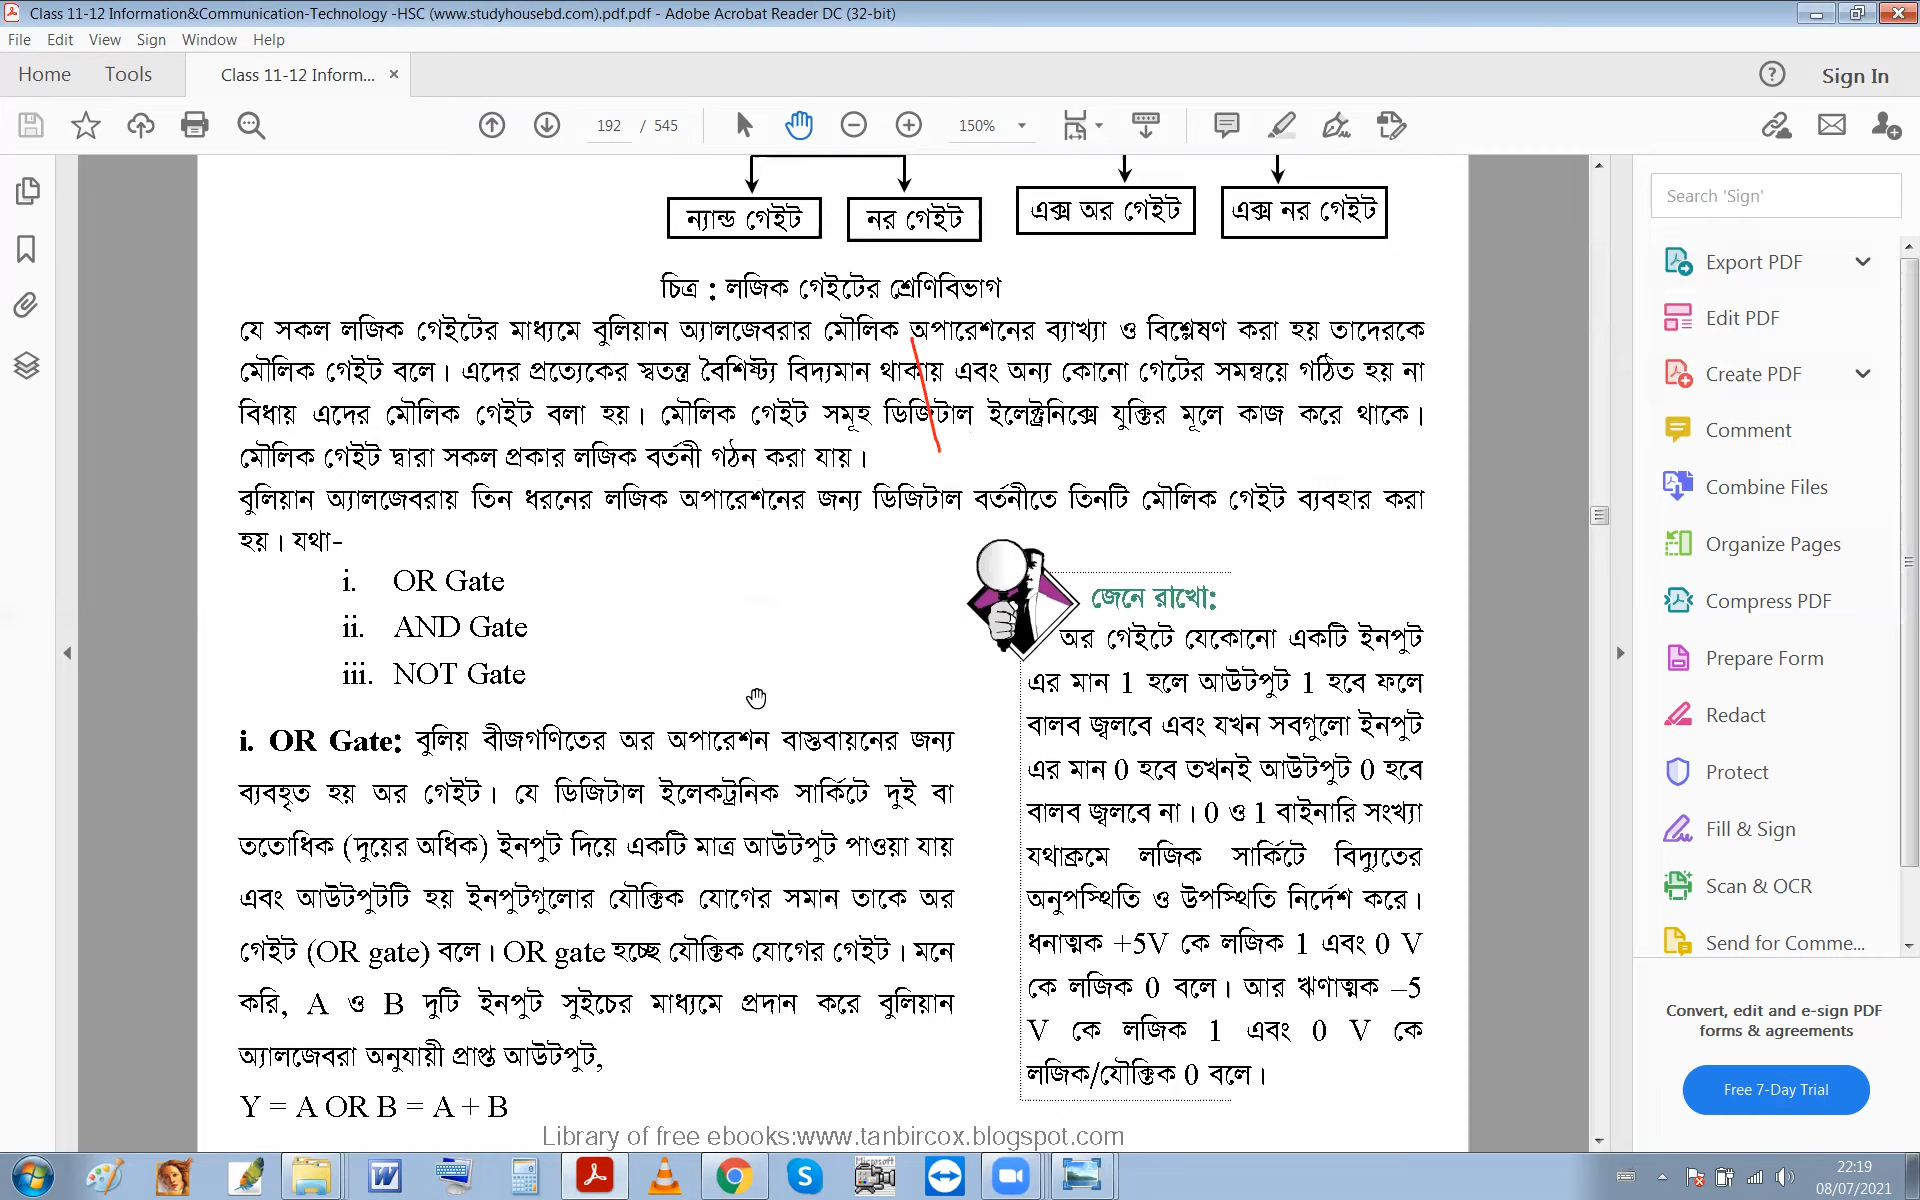 Class 11-12 Information&Communication-Technology -HSC (www.studyhousebd.com).pdf.pdf - Adobe Acrobat Reader DC (32-bit)
File Edit View Sign Window Help
Home Tools Class 11-12 Inform... × Sign In
192 / 545 150%
ন্যান্ড গেইট নর গেইট এক্স অর গেইট এক্স নর গেইট
চিত্র : লজিক গেইটের শ্রেণিবিভাগ
যে সকল লজিক গেইটের মাধ্যমে বুলিয়ান অ্যালজেবরার মৌলিক অপারেশনের ব্যাখ্যা ও বিশ্লেষণ করা হয় তাদেরকে
মৌলিক গেইট বলে। এদের প্রত্যেকের স্বতন্ত্র বৈশিষ্ট্য বিদ্যমান থাকায় এবং অন্য কোনো গেটের সমন্বয়ে গঠিত হয় না
বিধায় এদের মৌলিক গেইট বলা হয়। মৌলিক গেইট সমূহ ডিজিটাল ইলেক্ট্রনিক্সে যুক্তির মূলে কাজ করে থাকে।
মৌলিক গেইট দ্বারা সকল প্রকার লজিক বর্তনী গঠন করা যায়।
বুলিয়ান অ্যালজেবরায় তিন ধরনের লজিক অপারেশনের জন্য ডিজিটাল বর্তনীতে তিনটি মৌলিক গেইট ব্যবহার করা
হয়। যথা-
i. OR Gate
ii. AND Gate
iii. NOT Gate
i. OR Gate: বুলিয় বীজগণিতের অর অপারেশন বাস্তবায়নের জন্য
ব্যবহৃত হয় অর গেইট। যে ডিজিটাল ইলেকট্রনিক সার্কিটে দুই বা
ততোধিক (দুয়ের অধিক) ইনপুট দিয়ে একটি মাত্র আউটপুট পাওয়া যায়
এবং আউটপুটটি হয় ইনপুটগুলোর যৌক্তিক যোগের সমান তাকে অর
গেইট (OR gate) বলে। OR gate হচ্ছে যৌক্তিক যোগের গেইট। মনে
করি, A ও B দুটি ইনপুট সুইচের মাধ্যমে প্রদান করে বুলিয়ান
অ্যালজেবরা অনুযায়ী প্রাপ্ত আউটপুট,
Y = A OR B = A + B
জেনে রাখো:
অর গেইটে যেকোনো একটি ইনপুট
এর মান 1 হলে আউটপুট 1 হবে ফলে
বালব জ্বলবে এবং যখন সবগুলো ইনপুট
এর মান 0 হবে তখনই আউটপুট 0 হবে
বালব জ্বলবে না। 0 ও 1 বাইনারি সংখ্যা
যথাক্রমে লজিক সার্কিটে বিদ্যুতের
অনুপস্থিতি ও উপস্থিতি নির্দেশ করে।
ধনাত্মক +5V কে লজিক 1 এবং 0 V
কে লজিক 0 বলে। আর ঋণাত্মক –5
V কে লজিক 1 এবং 0 V কে
লজিক/যৌক্তিক 0 বলে।
Library of free ebooks:www.tanbircox.blogspot.com
Search 'Sign'
Export PDF
Edit PDF
Create PDF
Comment
Combine Files
Organize Pages
Compress PDF
Prepare Form
Redact
Protect
Fill & Sign
Scan & OCR
Send for Comme...
Convert, edit and e-sign PDF
forms & agreements
Free 7-Day Trial
22:19
08/07/2021